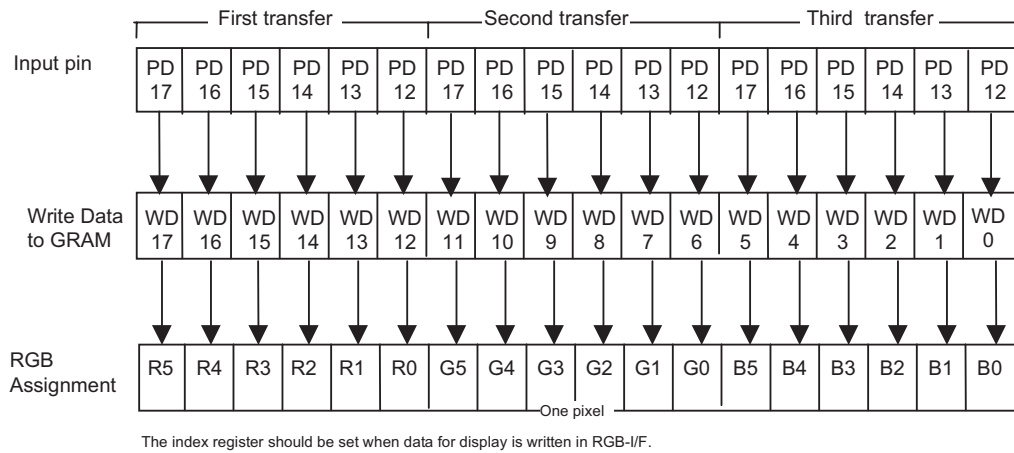 First transfer Second transfer Third transfer
Input pin
PD PD PD PD PD PD PD PD PD PD PD PD PD PD PD PD PD PD
17 16 15 14 13 12 17 16 15 14 13 12 17 16 15 14 13 12
Write Data
to GRAM
WD WD WD WD WD WD WD WD WD WD WD WD WD WD WD WD WD WD
17 16 15 14 13 12 11 10 9 8 7 6 5 4 3 2 1 0
RGB
Assignment
R5 R4 R3 R2 R1 R0 G5 G4 G3 G2 G1 G0 B5 B4 B3 B2 B1 B0
One pixel
The index register should be set when data for display is written in RGB-I/F.